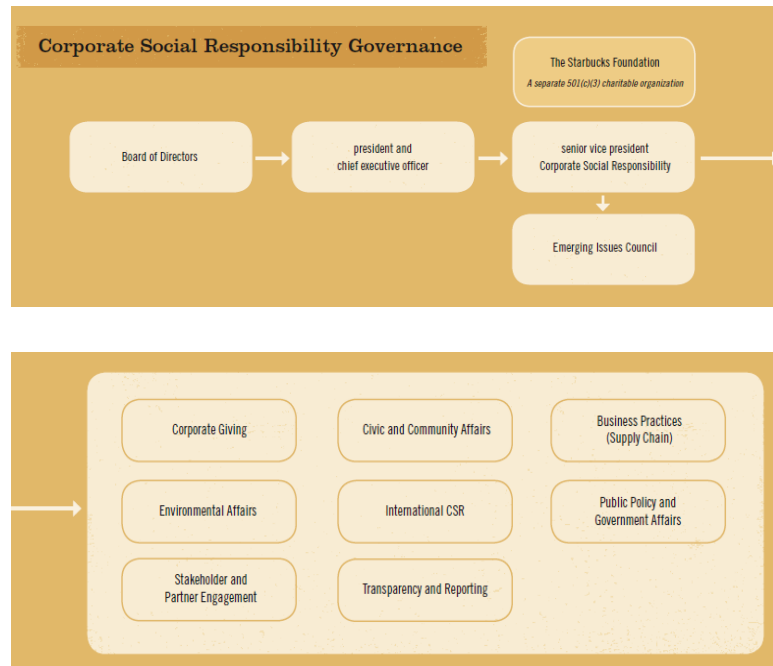 Corporate Social Responsibility Governance
The Starbucks Foundation
A separate 501(c)(3) charitable organization
Board of Directors
president and
chief executive officer
senior vice president
Corporate Social Responsibility
Emerging Issues Council
Corporate Giving
Civic and Community Affairs
Business Practices
(Supply Chain)
Environmental Affairs
International CSR
Public Policy and
Government Affairs
Stakeholder and
Partner Engagement
Transparency and Reporting